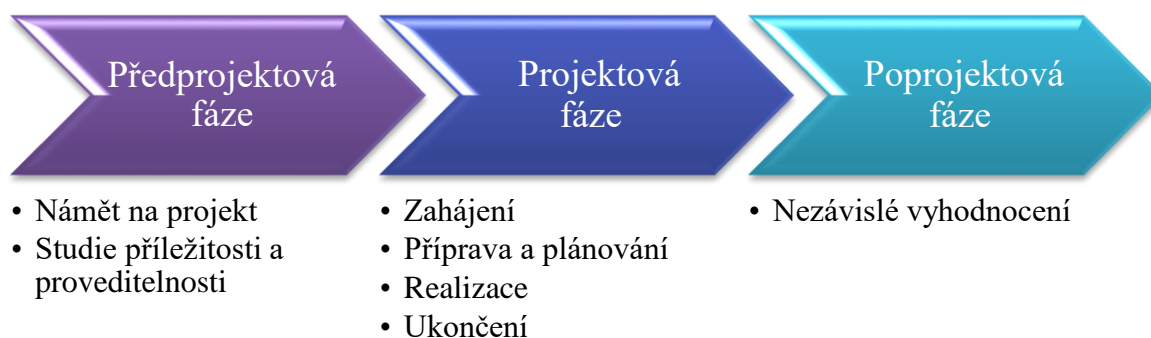 Předprojektová
fáze
• Námět na projekt
• Studie příležitosti a
proveditelnosti
Projektová
fáze
• Zahájení
• Příprava a plánování
• Realizace
• Ukončení
Poprojektová
fáze
• Nezávislé vyhodnocení